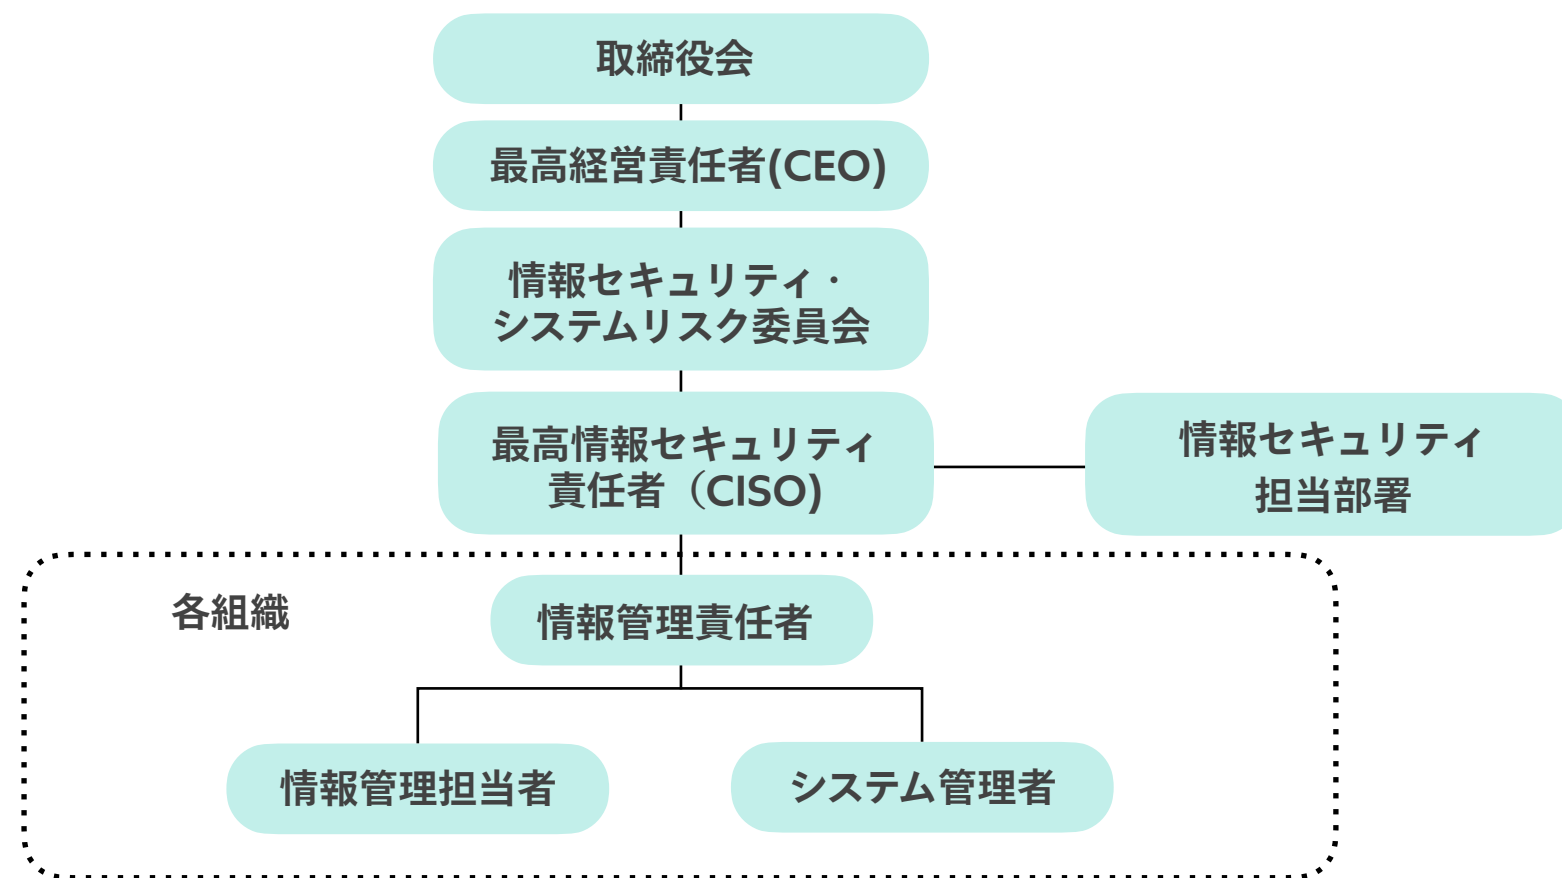 取締役会
最高経営責任者(CEO)
情報セキュリティ・
システムリスク委員会
最高情報セキュリティ
責任者（CISO)
情報セキュリティ
担当部署
各組織
情報管理責任者
情報管理担当者
システム管理者